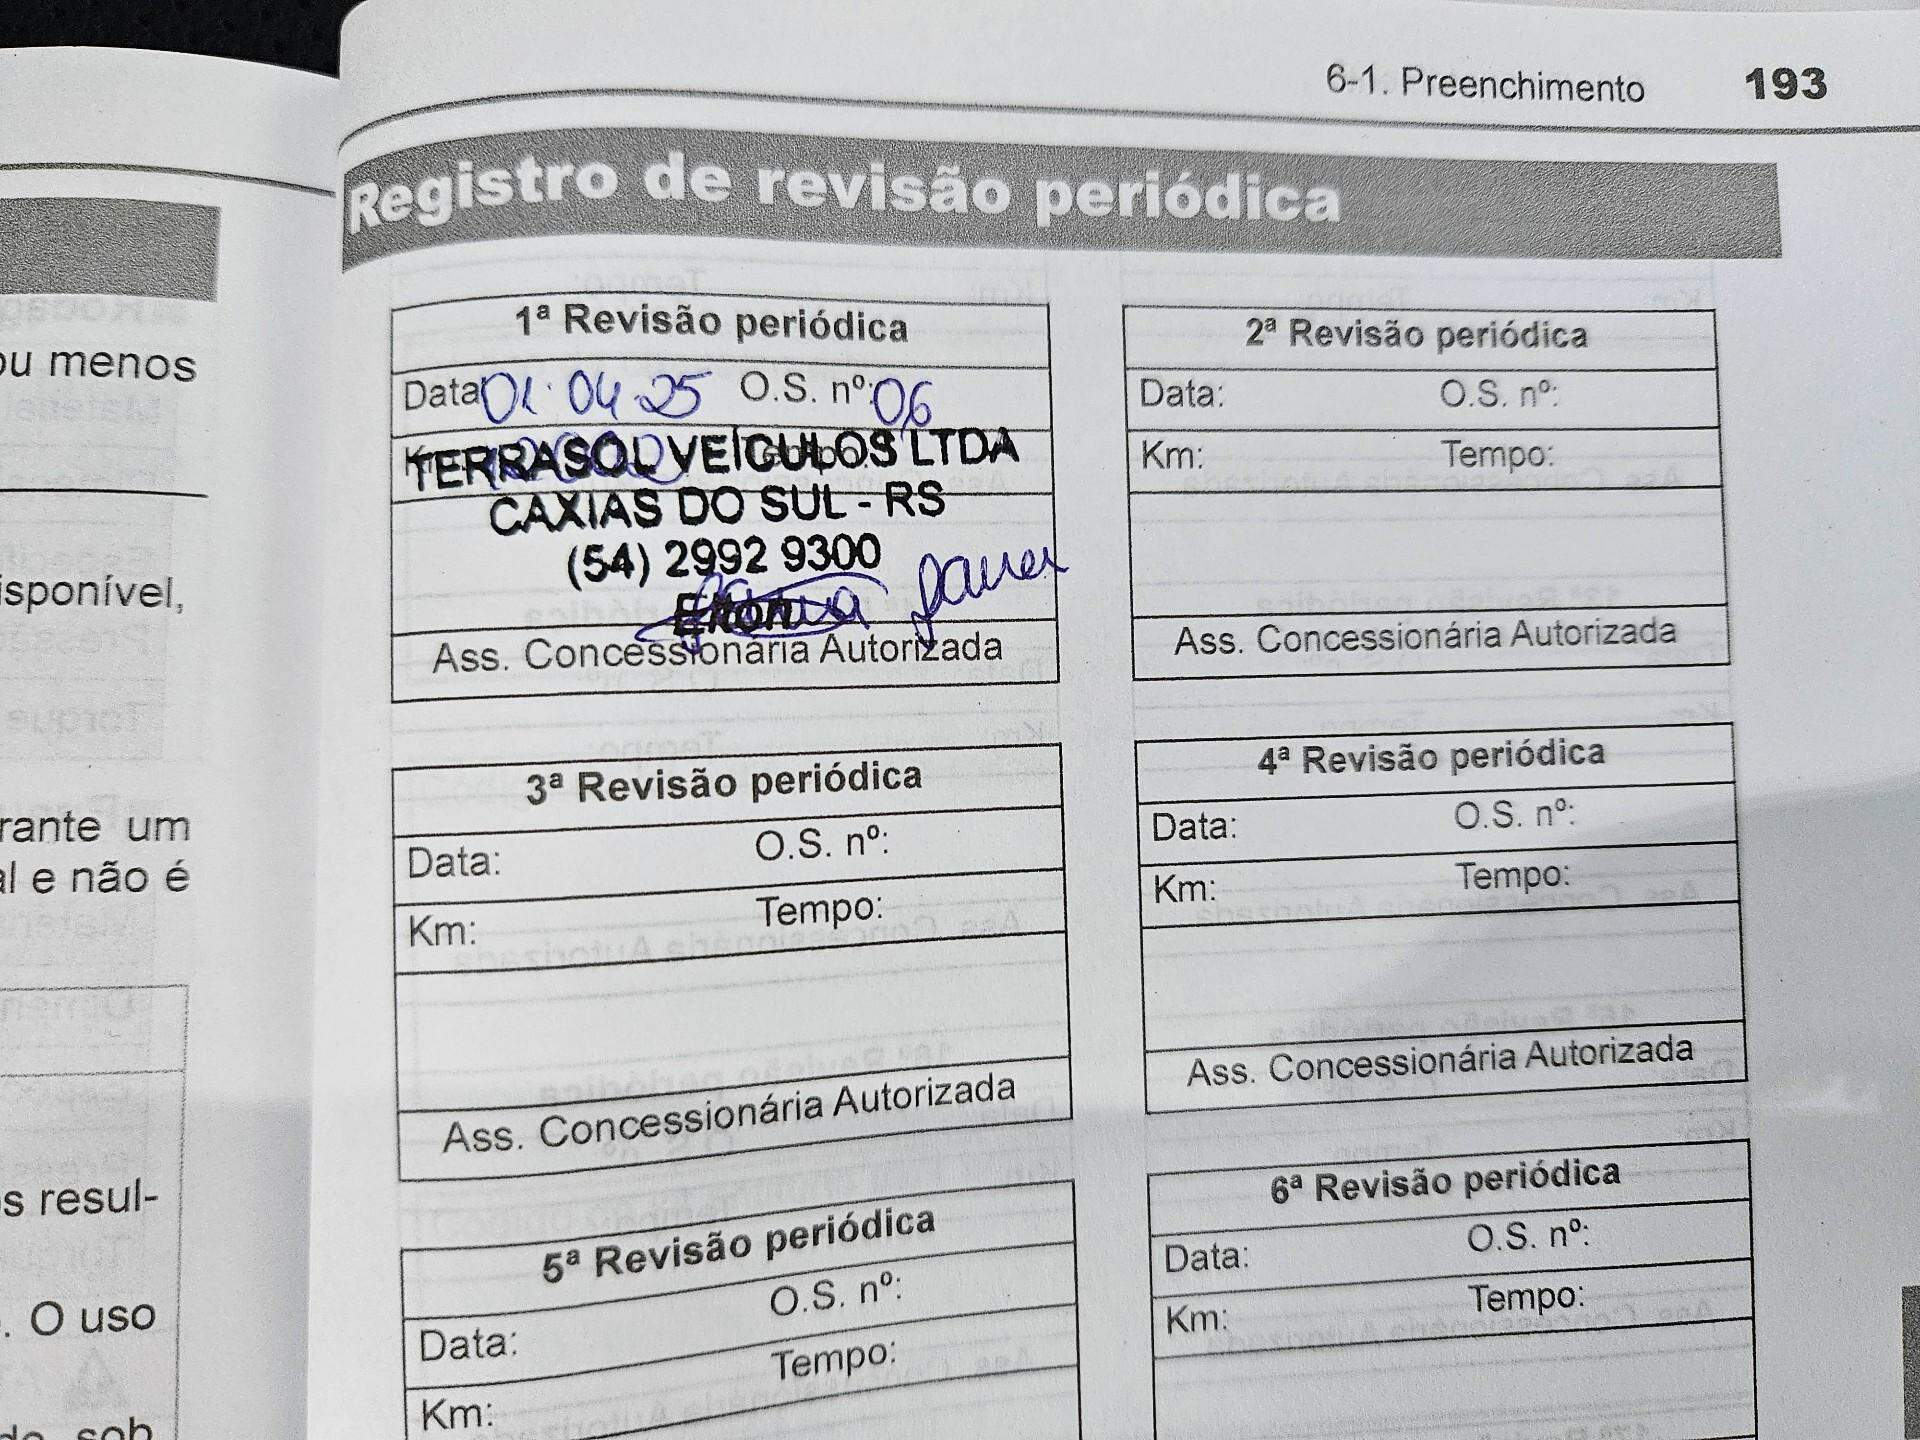 6-1. Preenchimento 193
Registro de revisão periódica
ou menos
isponível,
rante um
al e não é
s resul-
. O uso
sob
1ª Revisão periódica
Data 01.04.25 O.S. nº: 06
TERRASOL VEÍCULOS LTDA
CAXIAS DO SUL - RS
(54) 2992 9300
Ass. Concessionária Autorizada
2ª Revisão periódica
Data: O.S. nº:
Km: Tempo:
Ass. Concessionária Autorizada
3ª Revisão periódica
Data: O.S. nº:
Km: Tempo:
Ass. Concessionária Autorizada
4ª Revisão periódica
Data: O.S. nº:
Km: Tempo:
Ass. Concessionária Autorizada
5ª Revisão periódica
Data: O.S. nº:
Km: Tempo:
6ª Revisão periódica
Data: O.S. nº:
Km: Tempo: